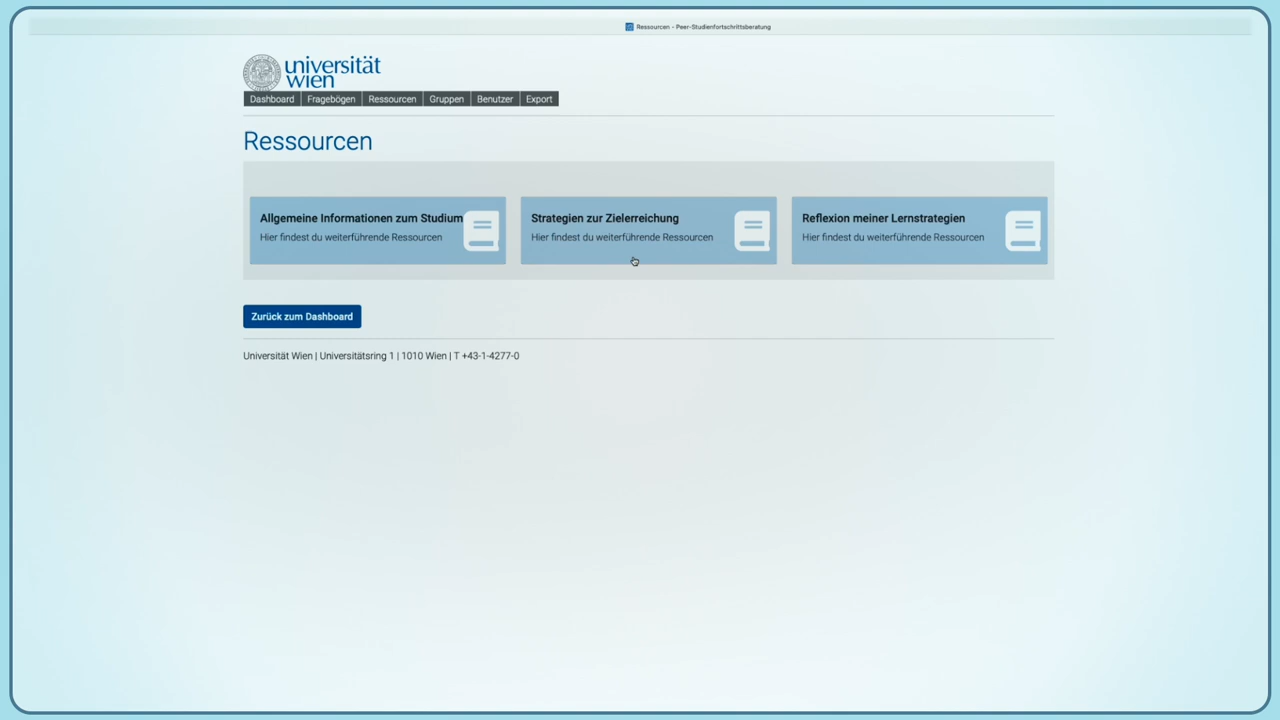 Ressourcen - Peer-Studienfortschrittsberatung
universität
wien
Dashboard Fragebögen Ressourcen Gruppen Benutzer Export
Ressourcen
Allgemeine Informationen zum Studium
Hier findest du weiterführende Ressourcen
Strategien zur Zielerreichung
Hier findest du weiterführende Ressourcen
Reflexion meiner Lernstrategien
Hier findest du weiterführende Ressourcen
Zurück zum Dashboard
Universität Wien | Universitätsring 1 | 1010 Wien | T +43-1-4277-0